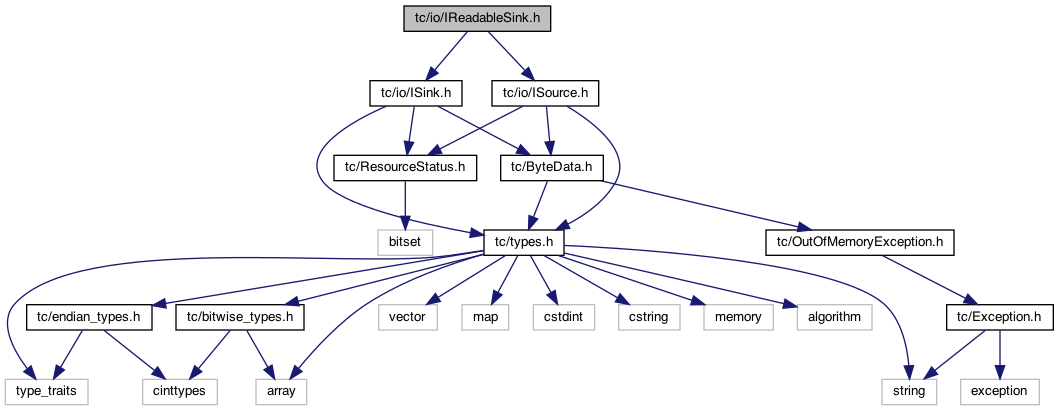 tc/io/IReadableSink.h
tc/io/ISink.h
tc/io/ISource.h
tc/ResourceStatus.h
tc/ByteData.h
bitset
tc/types.h
tc/OutOfMemoryException.h
tc/endian_types.h
tc/bitwise_types.h
vector
map
cstdint
cstring
memory
algorithm
tc/Exception.h
type_traits
cinttypes
array
string
exception